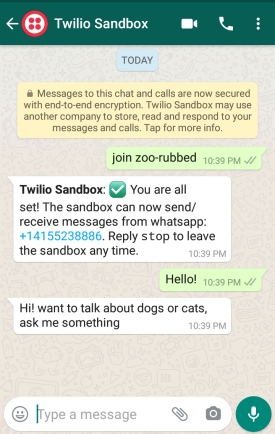 Twilio Sandbox
TODAY
Messages to this chat and calls are now secured
with end-to-end encryption. Twilio Sandbox may use
another company to store, read and respond to
your messages and calls. Tap for more info.
join zoo-rubbed 10:39 PM
Twilio Sandbox: ✅ You are all
set! The sandbox can now send/
receive messages from whatsapp:
+14155238886. Reply stop to leave
the sandbox any time. 10:39 PM
Hello! 10:39 PM
Hi! want to talk about dogs or cats,
ask me something 10:39 PM
Type a message